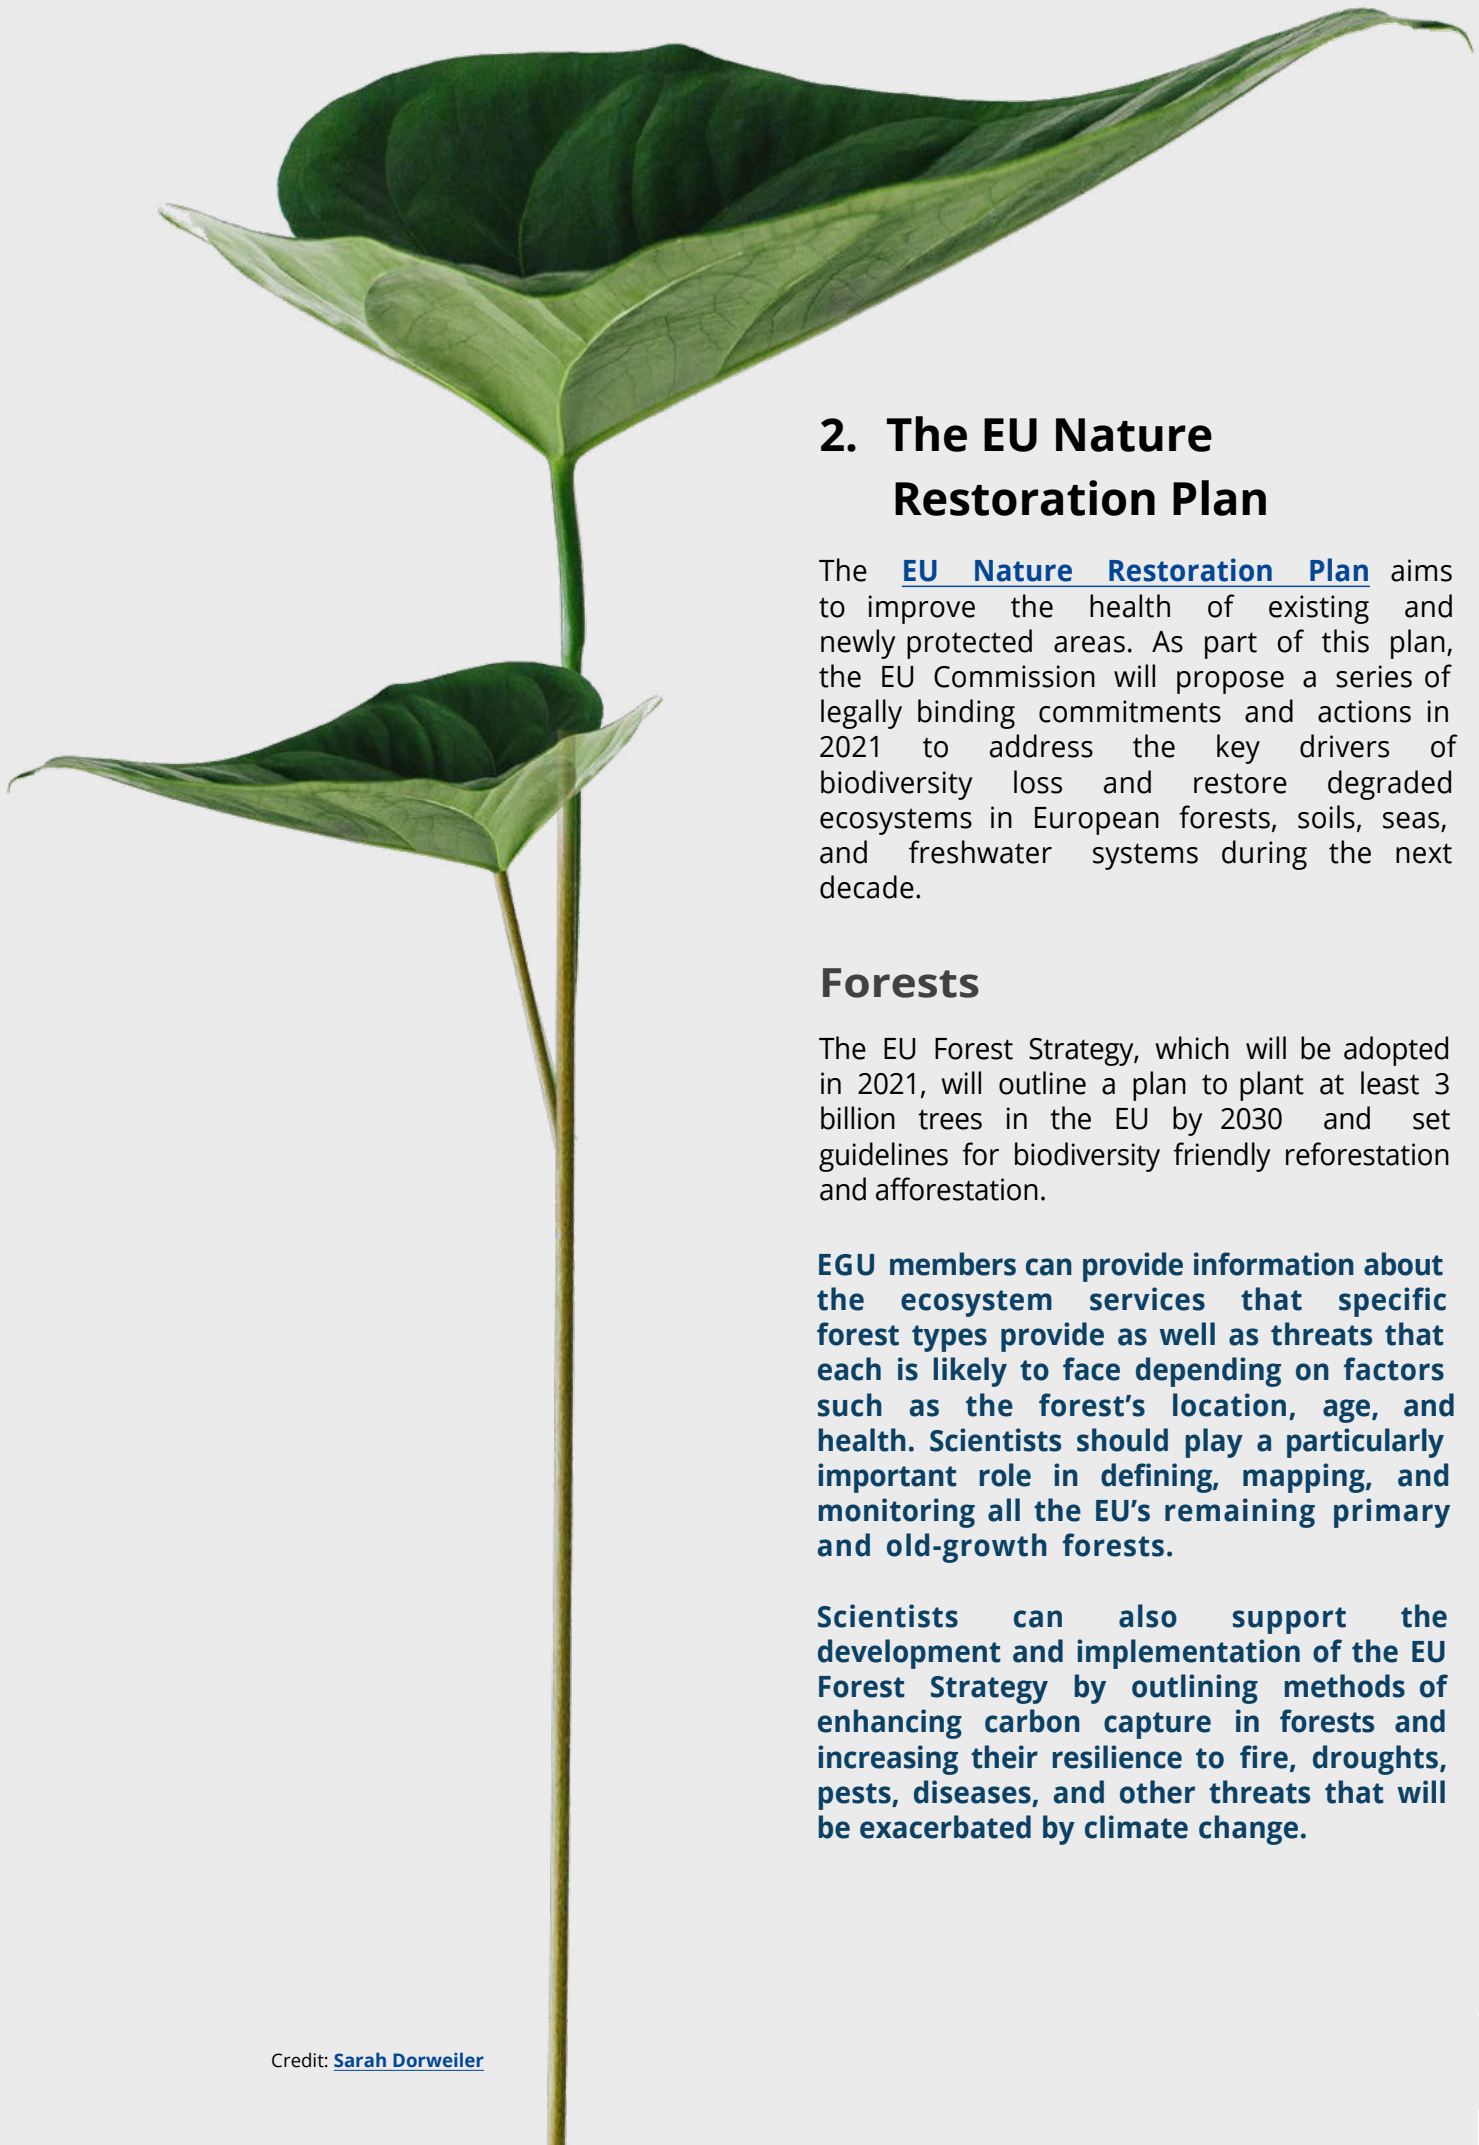 2. The EU Nature
Restoration Plan
The EU Nature Restoration Plan aims
to improve the health of existing and
newly protected areas. As part of this plan,
the EU Commission will propose a series of
legally binding commitments and actions in
2021 to address the key drivers of
biodiversity loss and restore degraded
ecosystems in European forests, soils, seas,
and freshwater systems during the next
decade.
Forests
The EU Forest Strategy, which will be adopted
in 2021, will outline a plan to plant at least 3
billion trees in the EU by 2030 and set
guidelines for biodiversity friendly reforestation
and afforestation.
EGU members can provide information about
the ecosystem services that specific
forest types provide as well as threats that
each is likely to face depending on factors
such as the forest’s location, age, and
health. Scientists should play a particularly
important role in defining, mapping, and
monitoring all the EU’s remaining primary
and old-growth forests.
Scientists can also support the
development and implementation of the EU
Forest Strategy by outlining methods of
enhancing carbon capture in forests and
increasing their resilience to fire, droughts,
pests, diseases, and other threats that will
be exacerbated by climate change.
Credit: Sarah Dorweiler